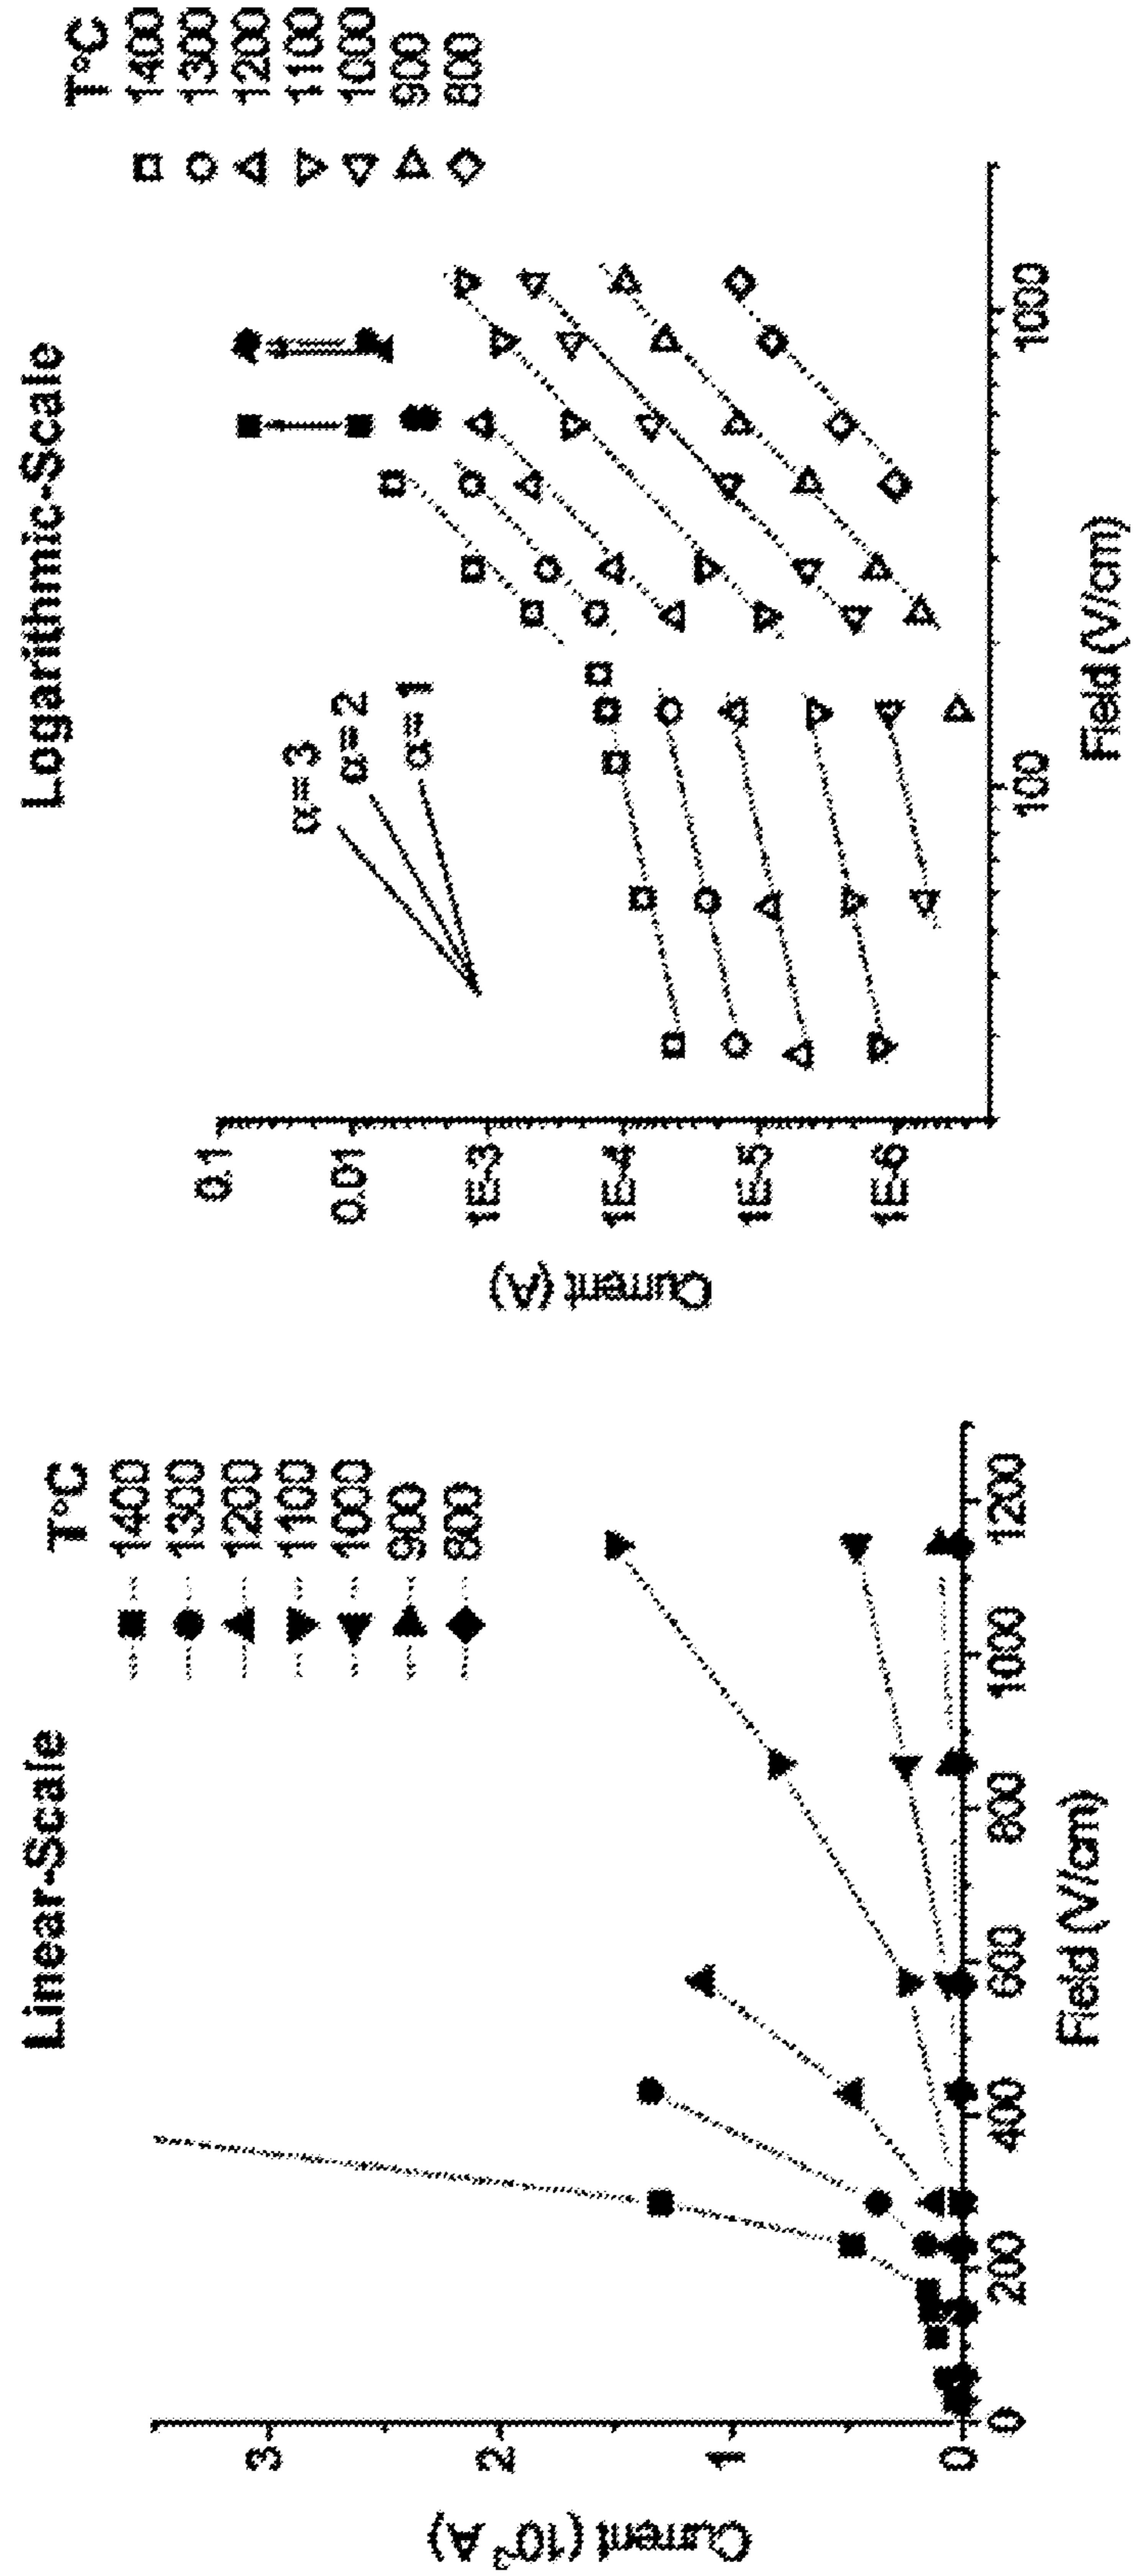 Linear-Scale
T°C
1400
1300
1200
1100
1000
900
800
Current (10⁻³ A)
3
2
1
0
0
200
400
600
800
1000
1200
Field (V/cm)
Logarithmic-Scale
T°C
1400
1300
1200
1100
1000
900
800
α=3
α=2
α=1
Current (A)
0.1
0.01
1E-3
1E-4
1E-5
1E-6
100
1000
Field (V/cm)